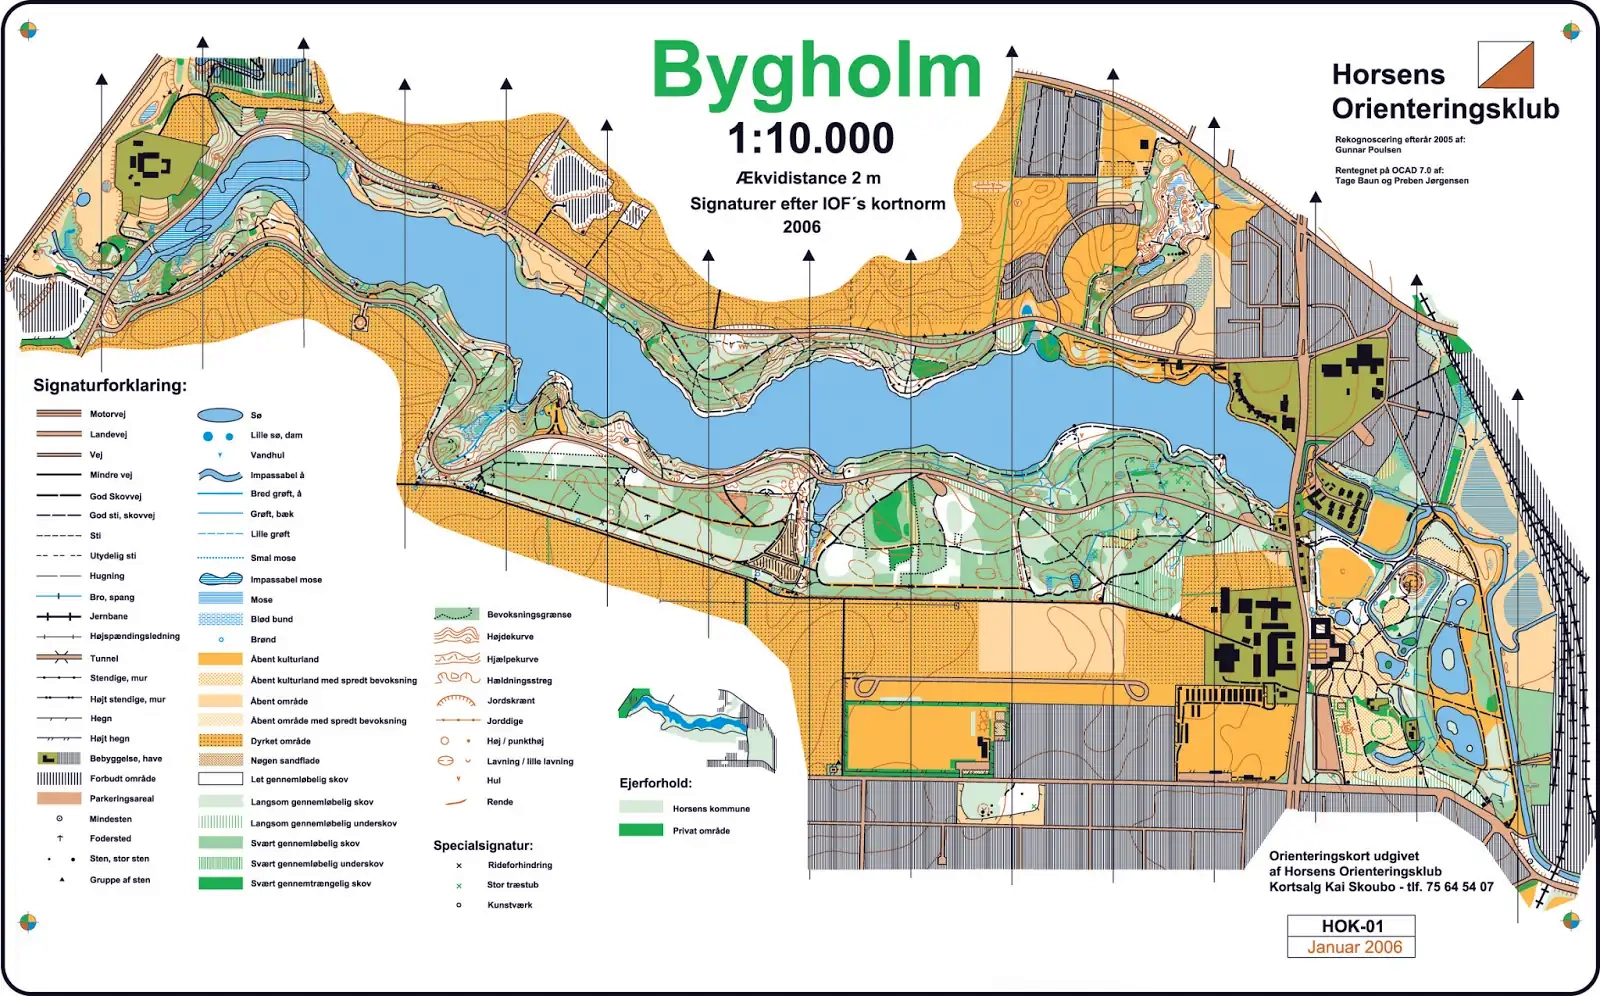 Bygholm
1:10.000
Ækvidistance 2 m
Signaturer efter IOF´s kortnorm
2006
Horsens
Orienteringsklub
Rekognoscering efterår 2005 af:
Gunnar Poulsen
Rentegnet på OCAD 7.0 af:
Tage Baun og Preben Jørgensen
Signaturforklaring:
Motorvej
Landevej
Vej
Mindre vej
God Skovvej
God sti, skovvej
Sti
Utydelig sti
Hugning
Bro, spang
Jernbane
Højspændingsledning
Tunnel
Stendige, mur
Højt stendige, mur
Hegn
Højt hegn
Bebyggelse, have
Forbudt område
Parkeringsareal
Mindesten
Fodersted
Sten, stor sten
Gruppe af sten
Sø
Lille sø, dam
Vandhul
Impassabel å
Bred grøft, å
Grøft, bæk
Lille grøft
Smal mose
Impassabel mose
Mose
Blød bund
Brønd
Åbent kulturland
Åbent kulturland med spredt bevoksning
Åbent område
Åbent område med spredt bevoksning
Dyrket område
Nøgen sandflade
Let gennemløbelig skov
Langsom gennemløbelig skov
Langsom gennemløbelig underskov
Svært gennemløbelig skov
Svært gennemløbelig underskov
Svært gennemtrængelig skov
Bevoksningsgrænse
Højdekurve
Hjælpekurve
Hældningsstreg
Jordskrænt
Jorddige
Høj / punkthøj
Lavning / lille lavning
Hul
Rende
Specialsignatur:
Rideforhindring
Stor træstub
Kunstværk
Ejerforhold:
Horsens kommune
Privat område
Orienteringskort udgivet
af Horsens Orienteringsklub
Kortsalg Kai Skoubo - tlf. 75 64 54 07
HOK-01
Januar 2006